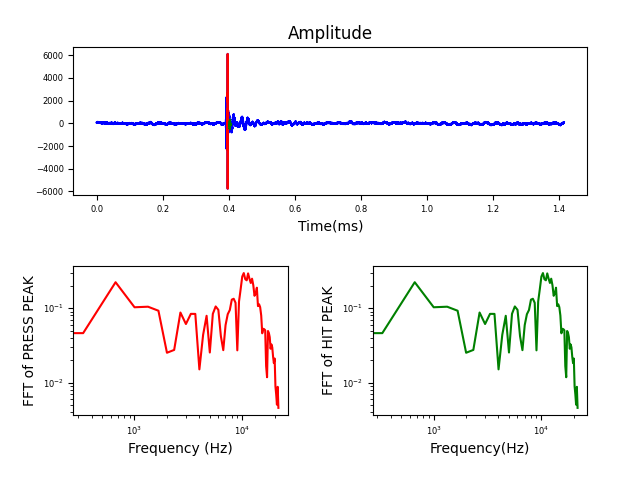 Amplitude
6000
4000
2000
0
−2000
−4000
−6000
0.0 0.2 0.4 0.6 0.8 1.0 1.2 1.4
Time(ms)
FFT of PRESS PEAK
10⁻¹
10⁻²
10³ 10⁴
Frequency (Hz)
FFT of HIT PEAK
10⁻¹
10⁻²
10³ 10⁴
Frequency(Hz)